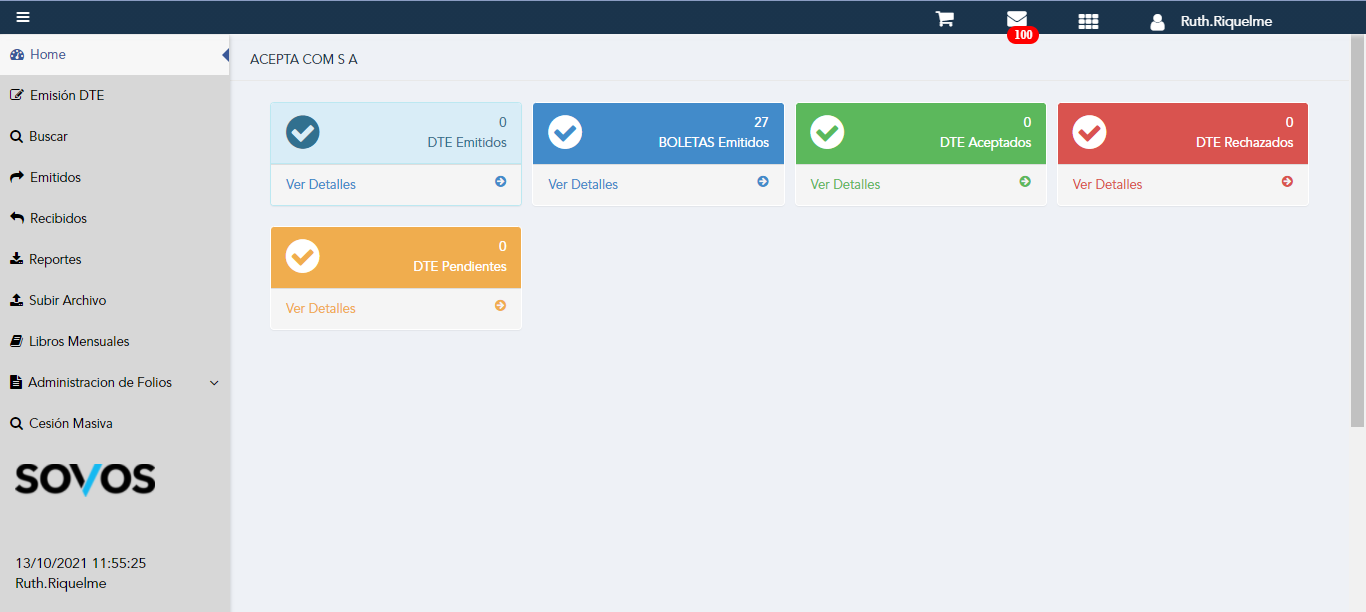 Ruth.Riquelme
100
Home
Emisión DTE
Buscar
Emitidos
Recibidos
Reportes
Subir Archivo
Libros Mensuales
Administracion de Folios
Cesión Masiva
SOVOS
13/10/2021 11:55:25
Ruth.Riquelme
ACEPTA COM S A
0
DTE Emitidos
Ver Detalles
27
BOLETAS Emitidos
Ver Detalles
0
DTE Aceptados
Ver Detalles
0
DTE Rechazados
Ver Detalles
0
DTE Pendientes
Ver Detalles